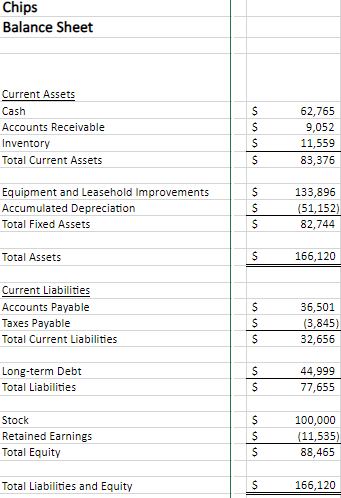 Chips
Balance Sheet
Current Assets
Cash $ 62,765
Accounts Receivable $ 9,052
Inventory $ 11,559
Total Current Assets $ 83,376
Equipment and Leasehold Improvements $ 133,896
Accumulated Depreciation $ (51,152)
Total Fixed Assets $ 82,744
Total Assets $ 166,120
Current Liabilities
Accounts Payable $ 36,501
Taxes Payable $ (3,845)
Total Current Liabilities $ 32,656
Long-term Debt $ 44,999
Total Liabilities $ 77,655
Stock $ 100,000
Retained Earnings $ (11,535)
Total Equity $ 88,465
Total Liabilities and Equity $ 166,120